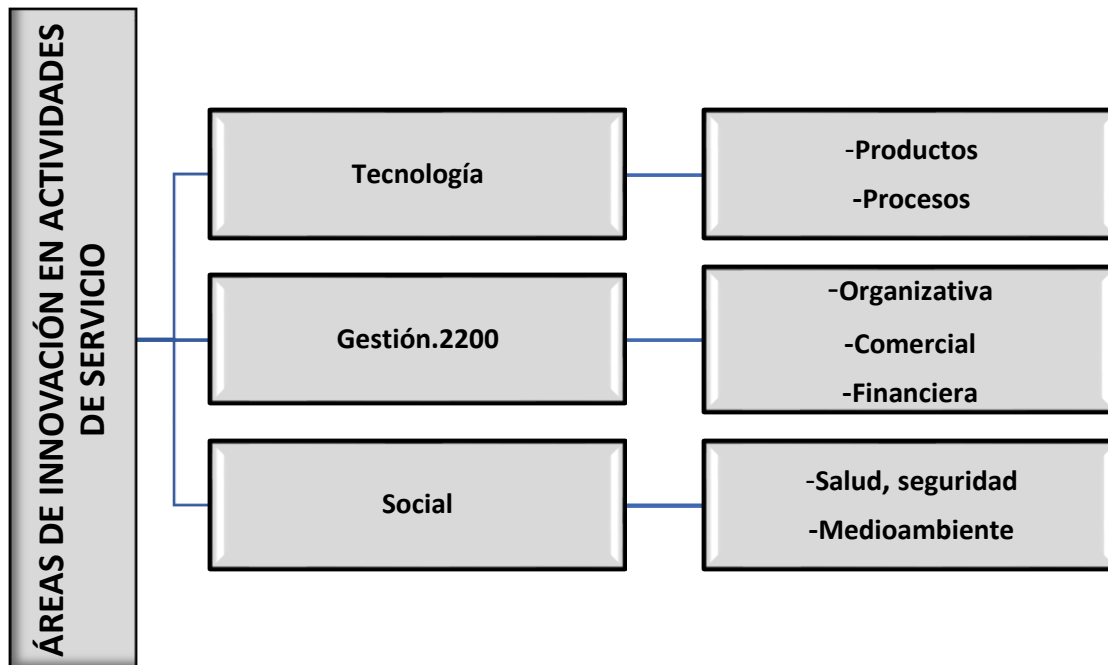 ÁREAS DE INNOVACIÓN EN ACTIVIDADES
DE SERVICIO
Tecnología
-Productos
-Procesos
Gestión.2200
-Organizativa
-Comercial
-Financiera
Social
-Salud, seguridad
-Medioambiente